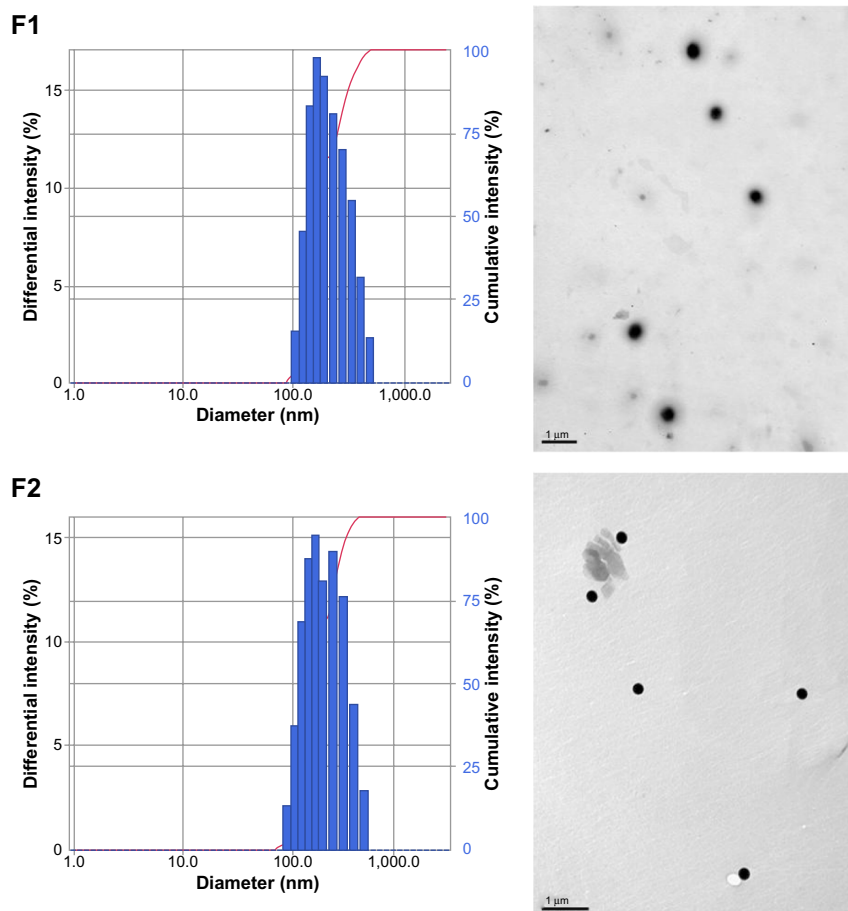 F1
Differential intensity (%)
15
10
5
0
100
75
50
25
0
Cumulative intensity (%)
1.0 10.0 100.0 1,000.0
Diameter (nm)
1 µm
F2
Differential intensity (%)
15
10
5
0
100
75
50
25
0
Cumulative intensity (%)
1.0 10.0 100.0 1,000.0
Diameter (nm)
1 µm